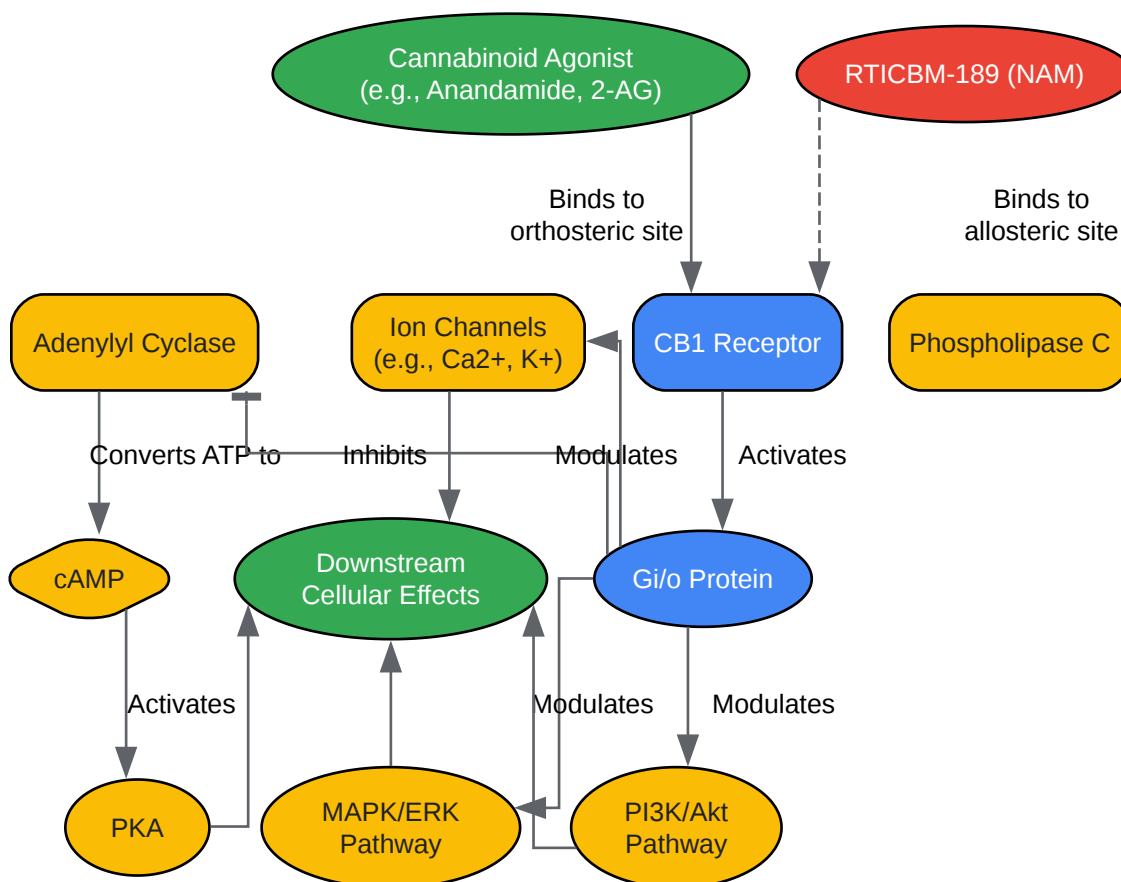 Cannabinoid Agonist
(e.g., Anandamide, 2-AG)
RTICBM-189 (NAM)
Binds to
orthosteric site
Binds to
allosteric site
Adenylyl Cyclase
Ion Channels
(e.g., Ca2+, K+)
CB1 Receptor
Phospholipase C
Converts ATP to
Inhibits
Modulates
Activates
cAMP
Downstream
Cellular Effects
Gi/o Protein
Activates
Modulates
Modulates
PKA
MAPK/ERK
Pathway
PI3K/Akt
Pathway